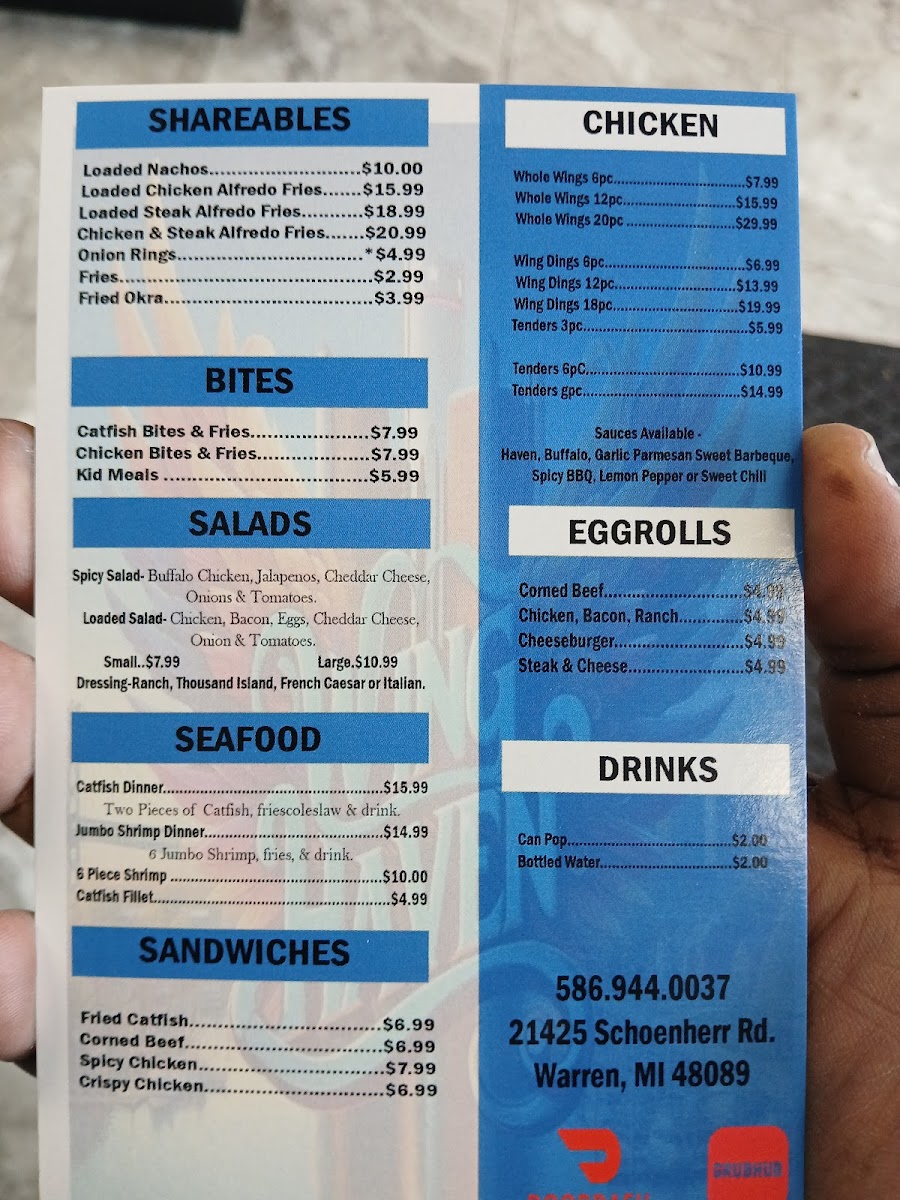 SHAREABLES
Loaded Nachos.....................$10.00
Loaded Chicken Alfredo Fries.......$15.99
Loaded Steak Alfredo Fries...........$18.99
Chicken & Steak Alfredo Fries.......$20.99
Onion Rings..........................*$4.99
Fries....................................$2.99
Fried Okra..............................$3.99
BITES
Catfish Bites & Fries.....................$7.99
Chicken Bites & Fries....................$7.99
Kid Meals ................................$5.99
SALADS
Spicy Salad- Buffalo Chicken, Jalapenos, Cheddar Cheese,
Onions & Tomatoes.
Loaded Salad- Chicken, Bacon, Eggs, Cheddar Cheese,
Onion & Tomatoes.
Small..$7.99 Large.$10.99
Dressing-Ranch, Thousand Island, French Caesar or Italian.
SEAFOOD
Catfish Dinner....................................................$15.99
Two Pieces of Catfish, friescoleslaw & drink.
Jumbo Shrimp Dinner..........................................$14.99
6 Jumbo Shrimp, fries, & drink.
6 Piece Shrimp ..................................................$10.00
Catfish Fillet.......................................................$4.99
SANDWICHES
Fried Catfish...............................$6.99
Corned Beef................................$6.99
Spicy Chicken..............................$7.99
Crispy Chicken.............................$6.99
CHICKEN
Whole Wings 6pc...............................$7.99
Whole Wings 12pc..........................$15.99
Whole Wings 20pc .........................$29.99
Wing Dings 6pc................................$6.99
Wing Dings 12pc............................$13.99
Wing Dings 18pc............................$19.99
Tenders 3pc......................................$5.99
Tenders 6pC....................................$10.99
Tenders gpc.....................................$14.99
Sauces Available -
Haven, Buffalo, Garlic Parmesan Sweet Barbeque,
Spicy BBQ, Lemon Pepper or Sweet Chill
EGGROLLS
Corned Beef............................$4.99
Chicken, Bacon, Ranch.............$4.99
Cheeseburger..........................$4.99
Steak & Cheese.......................$4.99
DRINKS
Can Pop.......................................$2.00
Bottled Water..............................$2.00
586.944.0037
21425 Schoenherr Rd.
Warren, MI 48089
WING
HAVEN
DOORDASH
GRUBHUB